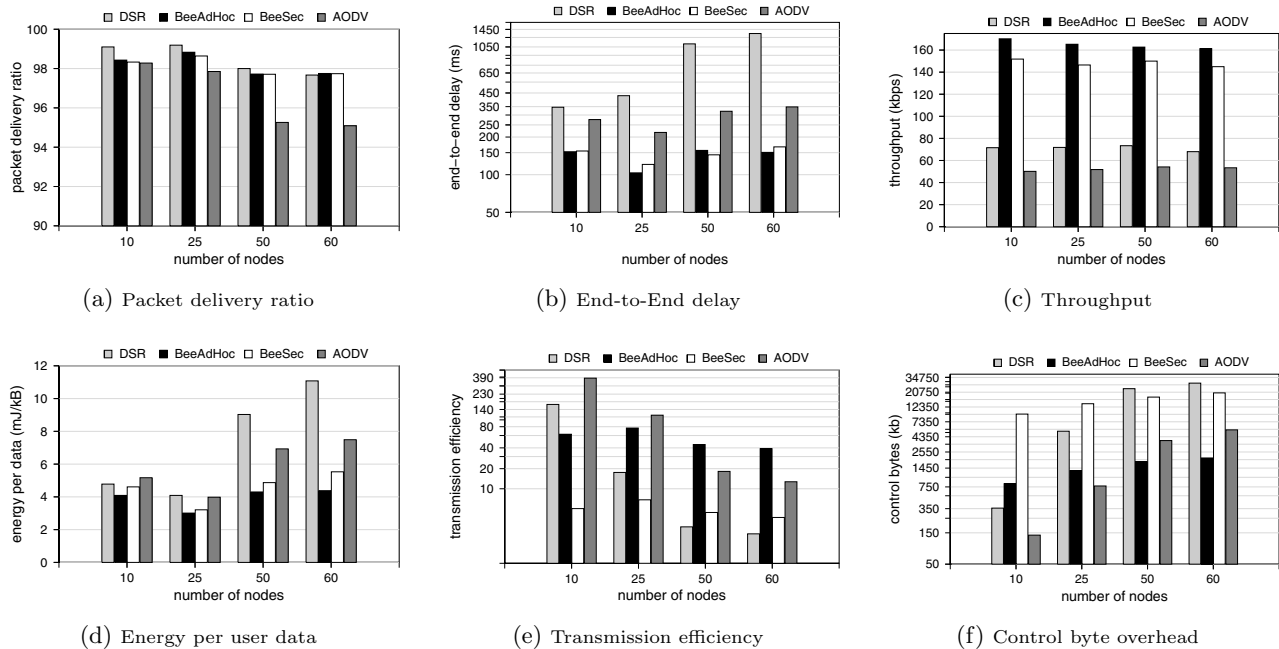 DSR BeeAdHoc BeeSec AODV
100
98
96
94
92
90
packet delivery ratio
10 25 50 60
number of nodes
(a) Packet delivery ratio
DSR BeeAdHoc BeeSec AODV
1450
1050
650
450
350
250
200
150
100
50
end-to-end delay (ms)
10 25 50 60
number of nodes
(b) End-to-End delay
DSR BeeAdHoc BeeSec AODV
160
140
120
100
80
60
40
20
0
throughput (kbps)
10 25 50 60
number of nodes
(c) Throughput
DSR BeeAdHoc BeeSec AODV
12
10
8
6
4
2
0
energy per data (mJ/kB)
10 25 50 60
number of nodes
(d) Energy per user data
DSR BeeAdHoc BeeSec AODV
390
230
140
80
40
20
10
transmission efficiency
10 25 50 60
number of nodes
(e) Transmission efficiency
DSR BeeAdHoc BeeSec AODV
34750
20750
12350
7350
4350
2550
1450
750
350
150
50
control bytes (kb)
10 25 50 60
number of nodes
(f) Control byte overhead